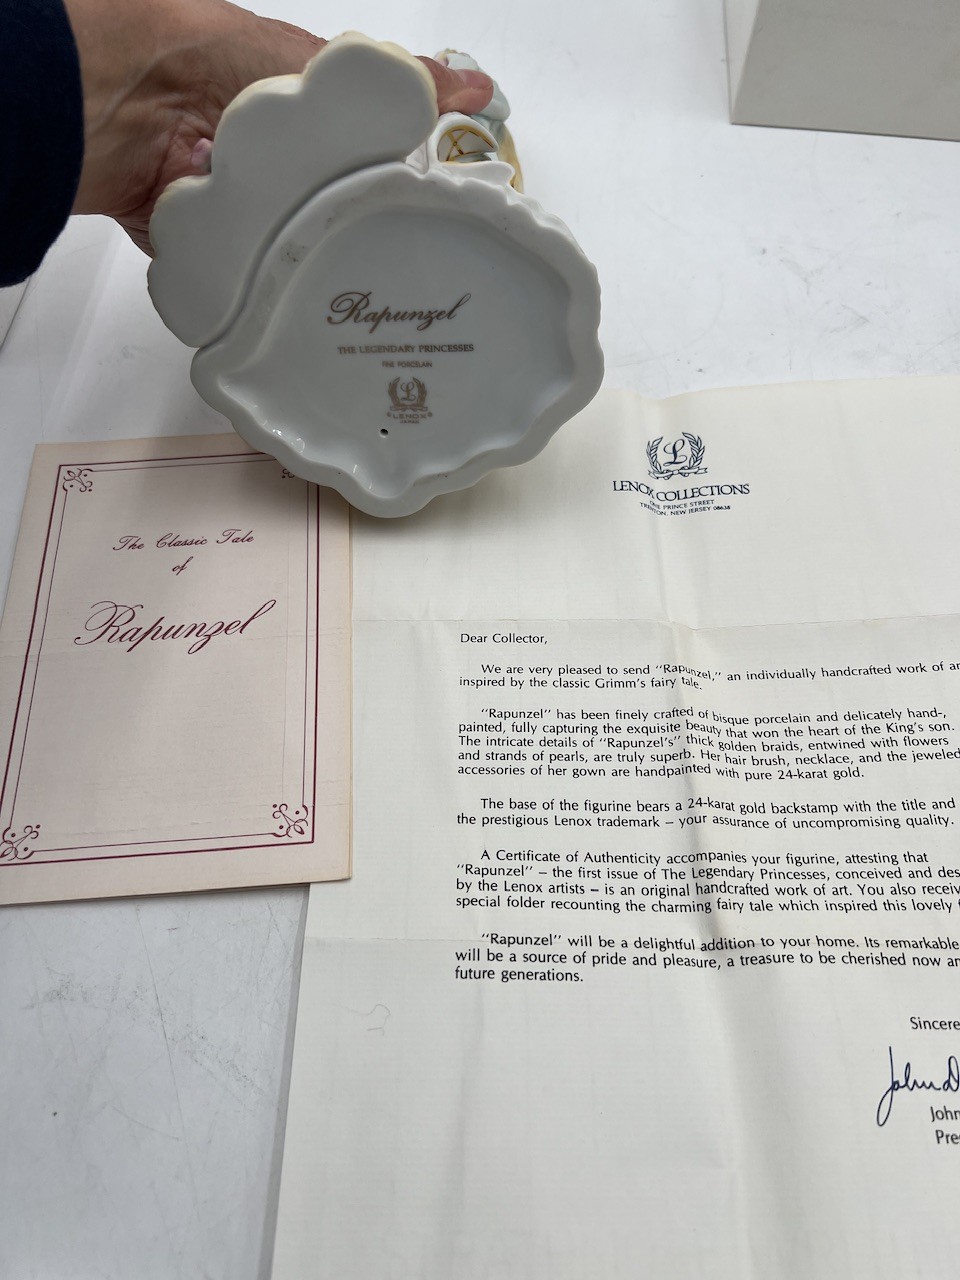 Rapunzel
THE LEGENDARY PRINCESSES
FINE PORCELAIN
L
LENOX®
The Classic Tale
of
Rapunzel
L
LENOX COLLECTIONS
PRINCE STREET
NEW JERSEY 08638
Dear Collector,
We are very pleased to send "Rapunzel," an individually handcrafted work of
inspired by the classic Grimm's fairy tale.
"Rapunzel" has been finely crafted of bisque porcelain and delicately hand-,
painted, fully capturing the exquisite beauty that won the heart of the King's son.
The intricate details of "Rapunzel's" thick golden braids, entwined with flowers
and strands of pearls, are truly superb. Her hair brush, necklace, and the jeweled
accessories of her gown are handpainted with pure 24-karat gold.
The base of the figurine bears a 24-karat gold backstamp with the title and
the prestigious Lenox trademark – your assurance of uncompromising quality.
A Certificate of Authenticity accompanies your figurine, attesting that
"Rapunzel" – the first issue of The Legendary Princesses, conceived and des
by the Lenox artists – is an original handcrafted work of art. You also receiv
special folder recounting the charming fairy tale which inspired this lovely
"Rapunzel" will be a delightful addition to your home. Its remarkable
will be a source of pride and pleasure, a treasure to be cherished now an
future generations.
Sincere
John D
John
Pre